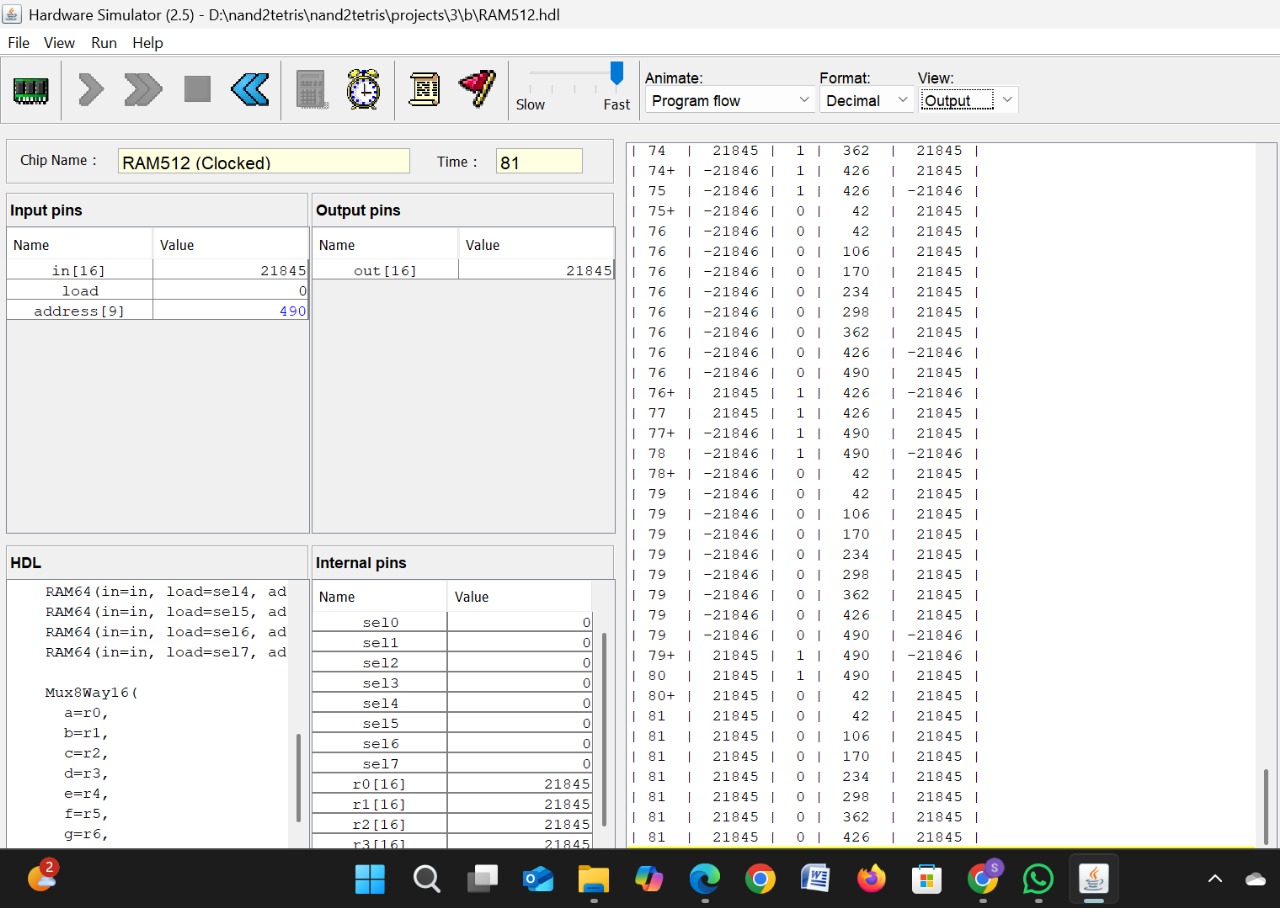 Hardware Simulator (2.5) - D:\nand2tetris\nand2tetris\projects\3\b\RAM512.hdl
File View Run Help
Slow Fast
Animate: Format: View:
Program flow Decimal Output
Chip Name : RAM512 (Clocked) Time : 81
Input pins
Name Value
in[16] 21845
load 0
address[9] 490
Output pins
Name Value
out[16] 21845
HDL
RAM64(in=in, load=sel4, ad
RAM64(in=in, load=sel5, ad
RAM64(in=in, load=sel6, ad
RAM64(in=in, load=sel7, ad
Mux8Way16(
a=r0,
b=r1,
c=r2,
d=r3,
e=r4,
f=r5,
g=r6,
Internal pins
Name Value
sel0 0
sel1 0
sel2 0
sel3 0
sel4 0
sel5 0
sel6 0
sel7 0
r0[16] 21845
r1[16] 21845
r2[16] 21845
r3[16] 21845
| 74 | 21845 | 1 | 362 | 21845 |
| 74+ | -21846 | 1 | 426 | 21845 |
| 75 | -21846 | 1 | 426 | -21846 |
| 75+ | -21846 | 0 | 42 | 21845 |
| 76 | -21846 | 0 | 42 | 21845 |
| 76 | -21846 | 0 | 106 | 21845 |
| 76 | -21846 | 0 | 170 | 21845 |
| 76 | -21846 | 0 | 234 | 21845 |
| 76 | -21846 | 0 | 298 | 21845 |
| 76 | -21846 | 0 | 362 | 21845 |
| 76 | -21846 | 0 | 426 | -21846 |
| 76 | -21846 | 0 | 490 | 21845 |
| 76+ | 21845 | 1 | 426 | -21846 |
| 77 | 21845 | 1 | 426 | 21845 |
| 77+ | -21846 | 1 | 490 | 21845 |
| 78 | -21846 | 1 | 490 | -21846 |
| 78+ | -21846 | 0 | 42 | 21845 |
| 79 | -21846 | 0 | 42 | 21845 |
| 79 | -21846 | 0 | 106 | 21845 |
| 79 | -21846 | 0 | 170 | 21845 |
| 79 | -21846 | 0 | 234 | 21845 |
| 79 | -21846 | 0 | 298 | 21845 |
| 79 | -21846 | 0 | 362 | 21845 |
| 79 | -21846 | 0 | 426 | 21845 |
| 79 | -21846 | 0 | 490 | -21846 |
| 79+ | 21845 | 1 | 490 | -21846 |
| 80 | 21845 | 1 | 490 | 21845 |
| 80+ | 21845 | 0 | 42 | 21845 |
| 81 | 21845 | 0 | 42 | 21845 |
| 81 | 21845 | 0 | 106 | 21845 |
| 81 | 21845 | 0 | 170 | 21845 |
| 81 | 21845 | 0 | 234 | 21845 |
| 81 | 21845 | 0 | 298 | 21845 |
| 81 | 21845 | 0 | 362 | 21845 |
| 81 | 21845 | 0 | 426 | 21845 |
2
S